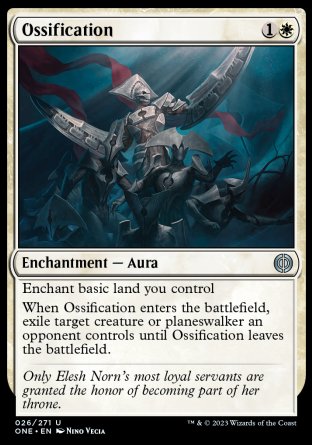 Ossification 1
Enchantment — Aura
Enchant basic land you control
When Ossification enters the battlefield,
exile target creature or planeswalker an
opponent controls until Ossification leaves
the battlefield.
Only Elesh Norn's most loyal servants are
granted the honor of becoming part of her
throne.
026/271 U
ONE • EN Nino Vecia
™ & © 2023 Wizards of the Coast